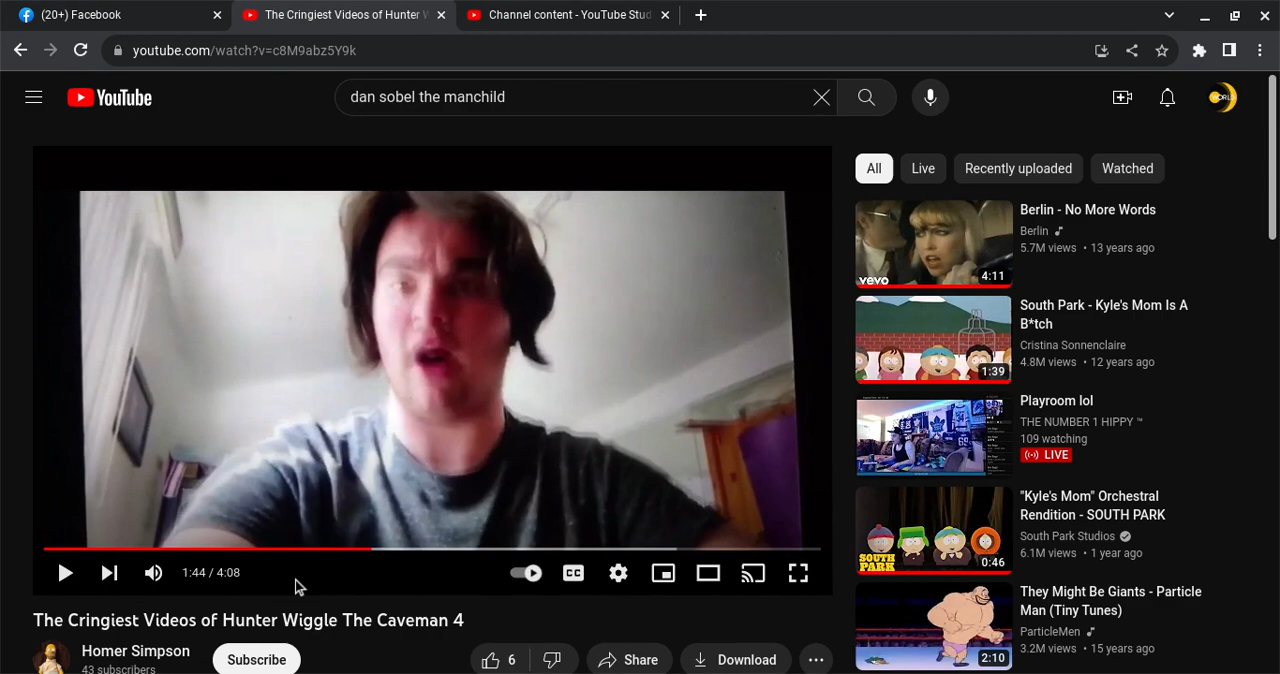 (20+) Facebook
The Cringiest Videos of Hunter W
Channel content - YouTube Stud
youtube.com/watch?v=c8M9abz5Y9k
YouTube
dan sobel the manchild
WORLD
All
Live
Recently uploaded
Watched
Berlin - No More Words
Berlin
5.7M views • 13 years ago
vevo
4:11
South Park - Kyle's Mom Is A
B*tch
Cristina Sonnenclaire
4.8M views • 12 years ago
1:39
Playroom lol
THE NUMBER 1 HIPPY ™
109 watching
LIVE
"Kyle's Mom" Orchestral
Rendition - SOUTH PARK
South Park Studios
6.1M views • 1 year ago
SOUTH
PARK
0:46
They Might Be Giants - Particle
Man (Tiny Tunes)
ParticleMen
3.2M views • 15 years ago
2:10
1:44 / 4:08
CC
The Cringiest Videos of Hunter Wiggle The Caveman 4
Homer Simpson
43 subscribers
Subscribe
6
Share
Download